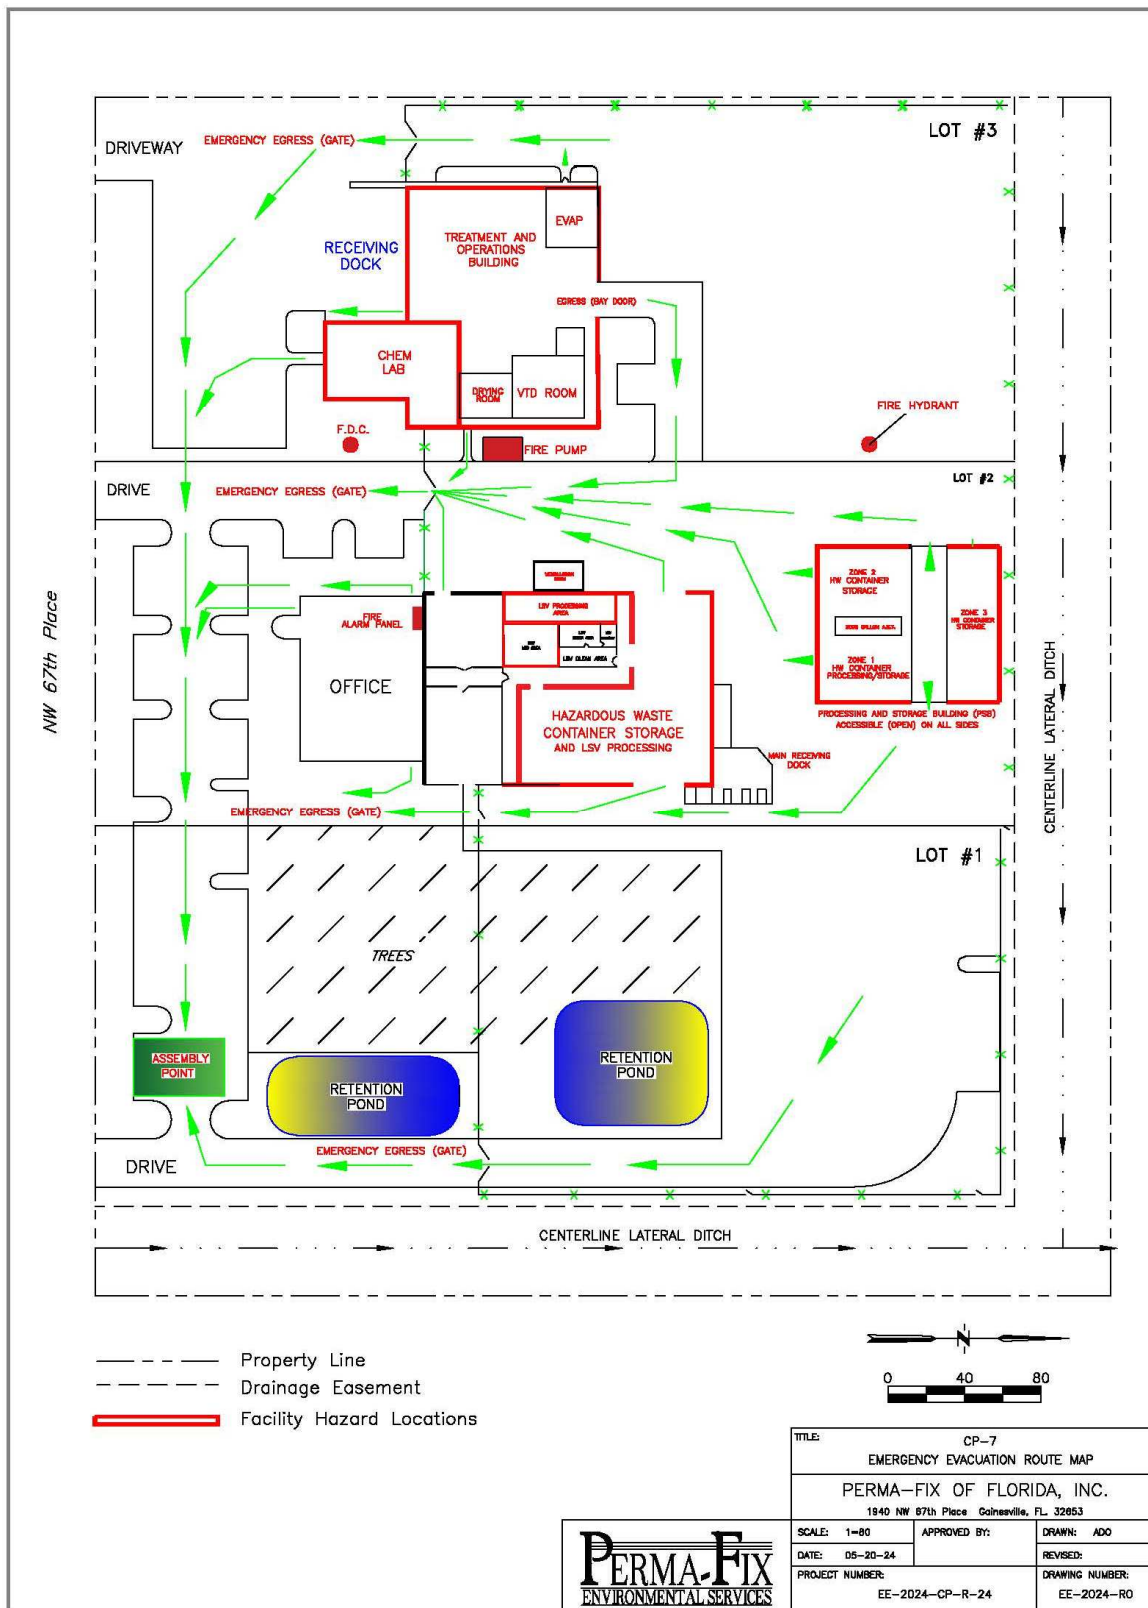 LOT #3
DRIVEWAY
EMERGENCY EGRESS (GATE)
EVAP
TREATMENT AND
OPERATIONS
BUILDING
RECEIVING
DOCK
EGRESS (BAY DOOR)
CHEM
LAB
DRYING
ROOM
VTD ROOM
FIRE HYDRANT
F.D.C.
FIRE PUMP
DRIVE
EMERGENCY EGRESS (GATE)
LOT #2
ZONE 2
HW CONTAINER
STORAGE
ZONE 3
HW CONTAINER
STORAGE
LSV PROCESSING
AREA
FIRE
ALARM PANEL
LSV CLEAN AREA
ZONE 1
HW CONTAINER
PROCESSING/STORAGE
NW 67th Place
OFFICE
HAZARDOUS WASTE
CONTAINER STORAGE
AND LSV PROCESSING
PROCESSING AND STORAGE BUILDING (PSB)
ACCESSIBLE (OPEN) ON ALL SIDES
MAIN RECEIVING
DOCK
CENTERLINE LATERAL DITCH
EMERGENCY EGRESS (GATE)
LOT #1
TREES
ASSEMBLY
POINT
RETENTION
POND
RETENTION
POND
EMERGENCY EGRESS (GATE)
DRIVE
CENTERLINE LATERAL DITCH
N
Property Line
Drainage Easement
Facility Hazard Locations
0 40 80
TITLE: CP-7
EMERGENCY EVACUATION ROUTE MAP
PERMA-FIX OF FLORIDA, INC.
1940 NW 67th Place Gainesville, FL. 32653
SCALE: 1=80 APPROVED BY: DRAWN: ADO
DATE: 05-20-24 REVISED:
PROJECT NUMBER: DRAWING NUMBER:
EE-2024-CP-R-24 EE-2024-R0
PERMA-FIX
ENVIRONMENTAL SERVICES